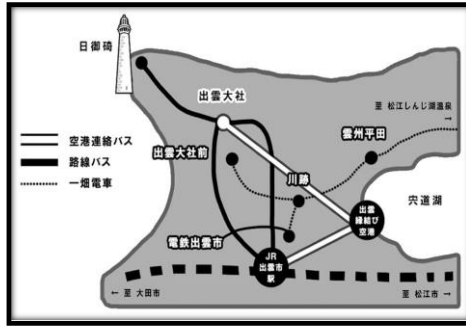 日御碕
出雲大社
至 松江しんじ湖温泉
→
雲州平田
空港連絡バス
路線バス
一畑電車
出雲大社前
川跡
宍道湖
出雲
縁結び
空港
電鉄出雲市
JR
出雲市
駅
← 至 大田市
至 松江市
→